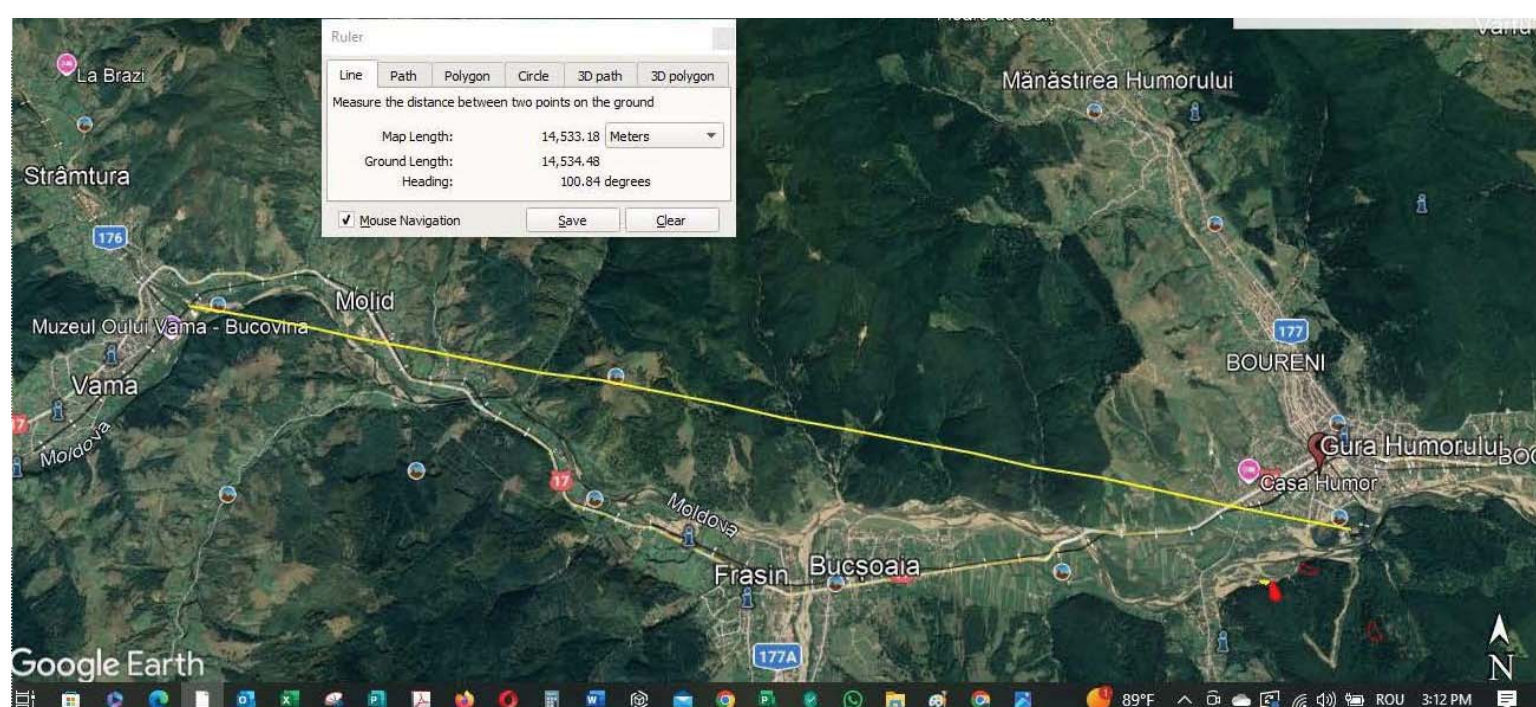 Ruler
Line Path Polygon Circle 3D path 3D polygon
Measure the distance between two points on the ground
Map Length: 14,533.18 Meters
Ground Length: 14,534.48
Heading: 100.84 degrees
Mouse Navigation Save Clear
La Brazi
Mănăstirea Humorului
Strâmtura
176
Molid
Muzeul Oului Vama - Bucovina
177
BOURENI
Vama
17
Moldova
Gura Humorului
Casa Humor
17
Moldova
Frasin
Bucșoaia
177A
Google Earth
N
89°F ROU 3:12 PM